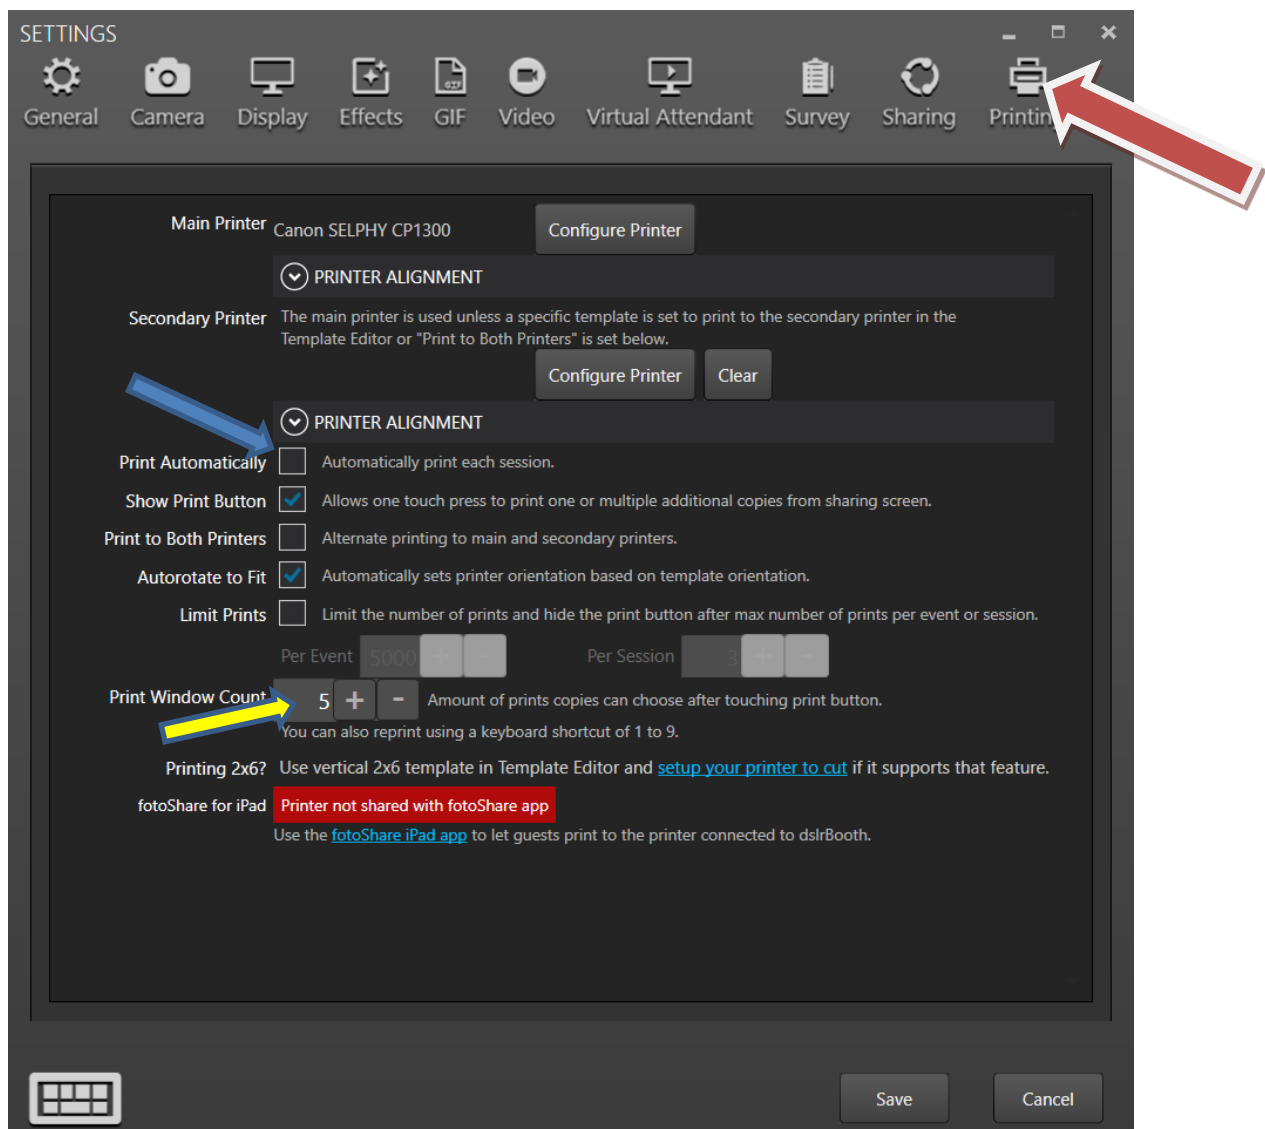 SETTINGS
General Camera Display Effects GIF Video Virtual Attendant Survey Sharing Printin
Main Printer Canon SELPHY CP1300 Configure Printer
PRINTER ALIGNMENT
Secondary Printer The main printer is used unless a specific template is set to print to the secondary printer in the
Template Editor or "Print to Both Printers" is set below.
Configure Printer Clear
PRINTER ALIGNMENT
Print Automatically Automatically print each session.
Show Print Button Allows one touch press to print one or multiple additional copies from sharing screen.
Print to Both Printers Alternate printing to main and secondary printers.
Autorotate to Fit Automatically sets printer orientation based on template orientation.
Limit Prints Limit the number of prints and hide the print button after max number of prints per event or session.
Per Event 5000 + - Per Session 3 + -
Print Window Count 5 + - Amount of prints copies can choose after touching print button.
You can also reprint using a keyboard shortcut of 1 to 9.
Printing 2x6? Use vertical 2x6 template in Template Editor and setup your printer to cut if it supports that feature.
fotoShare for iPad Printer not shared with fotoShare app
Use the fotoShare iPad app to let guests print to the printer connected to dslrBooth.
Save Cancel